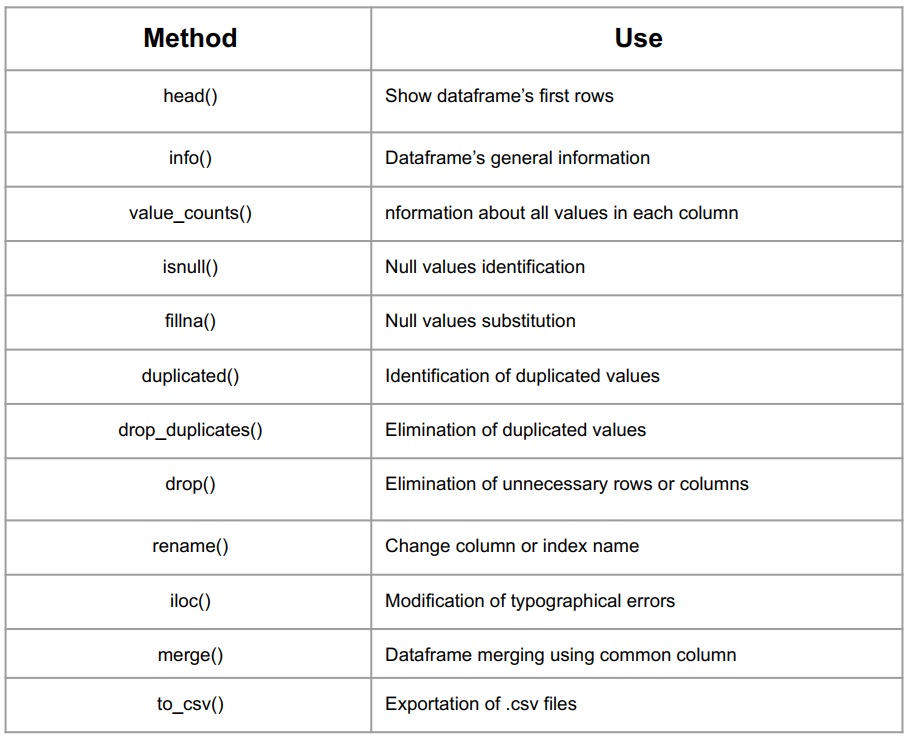 Method Use
head() Show dataframe’s first rows
info() Dataframe’s general information
value_counts() nformation about all values in each column
isnull() Null values identification
fillna() Null values substitution
duplicated() Identification of duplicated values
drop_duplicates() Elimination of duplicated values
drop() Elimination of unnecessary rows or columns
rename() Change column or index name
iloc() Modification of typographical errors
merge() Dataframe merging using common column
to_csv() Exportation of .csv files